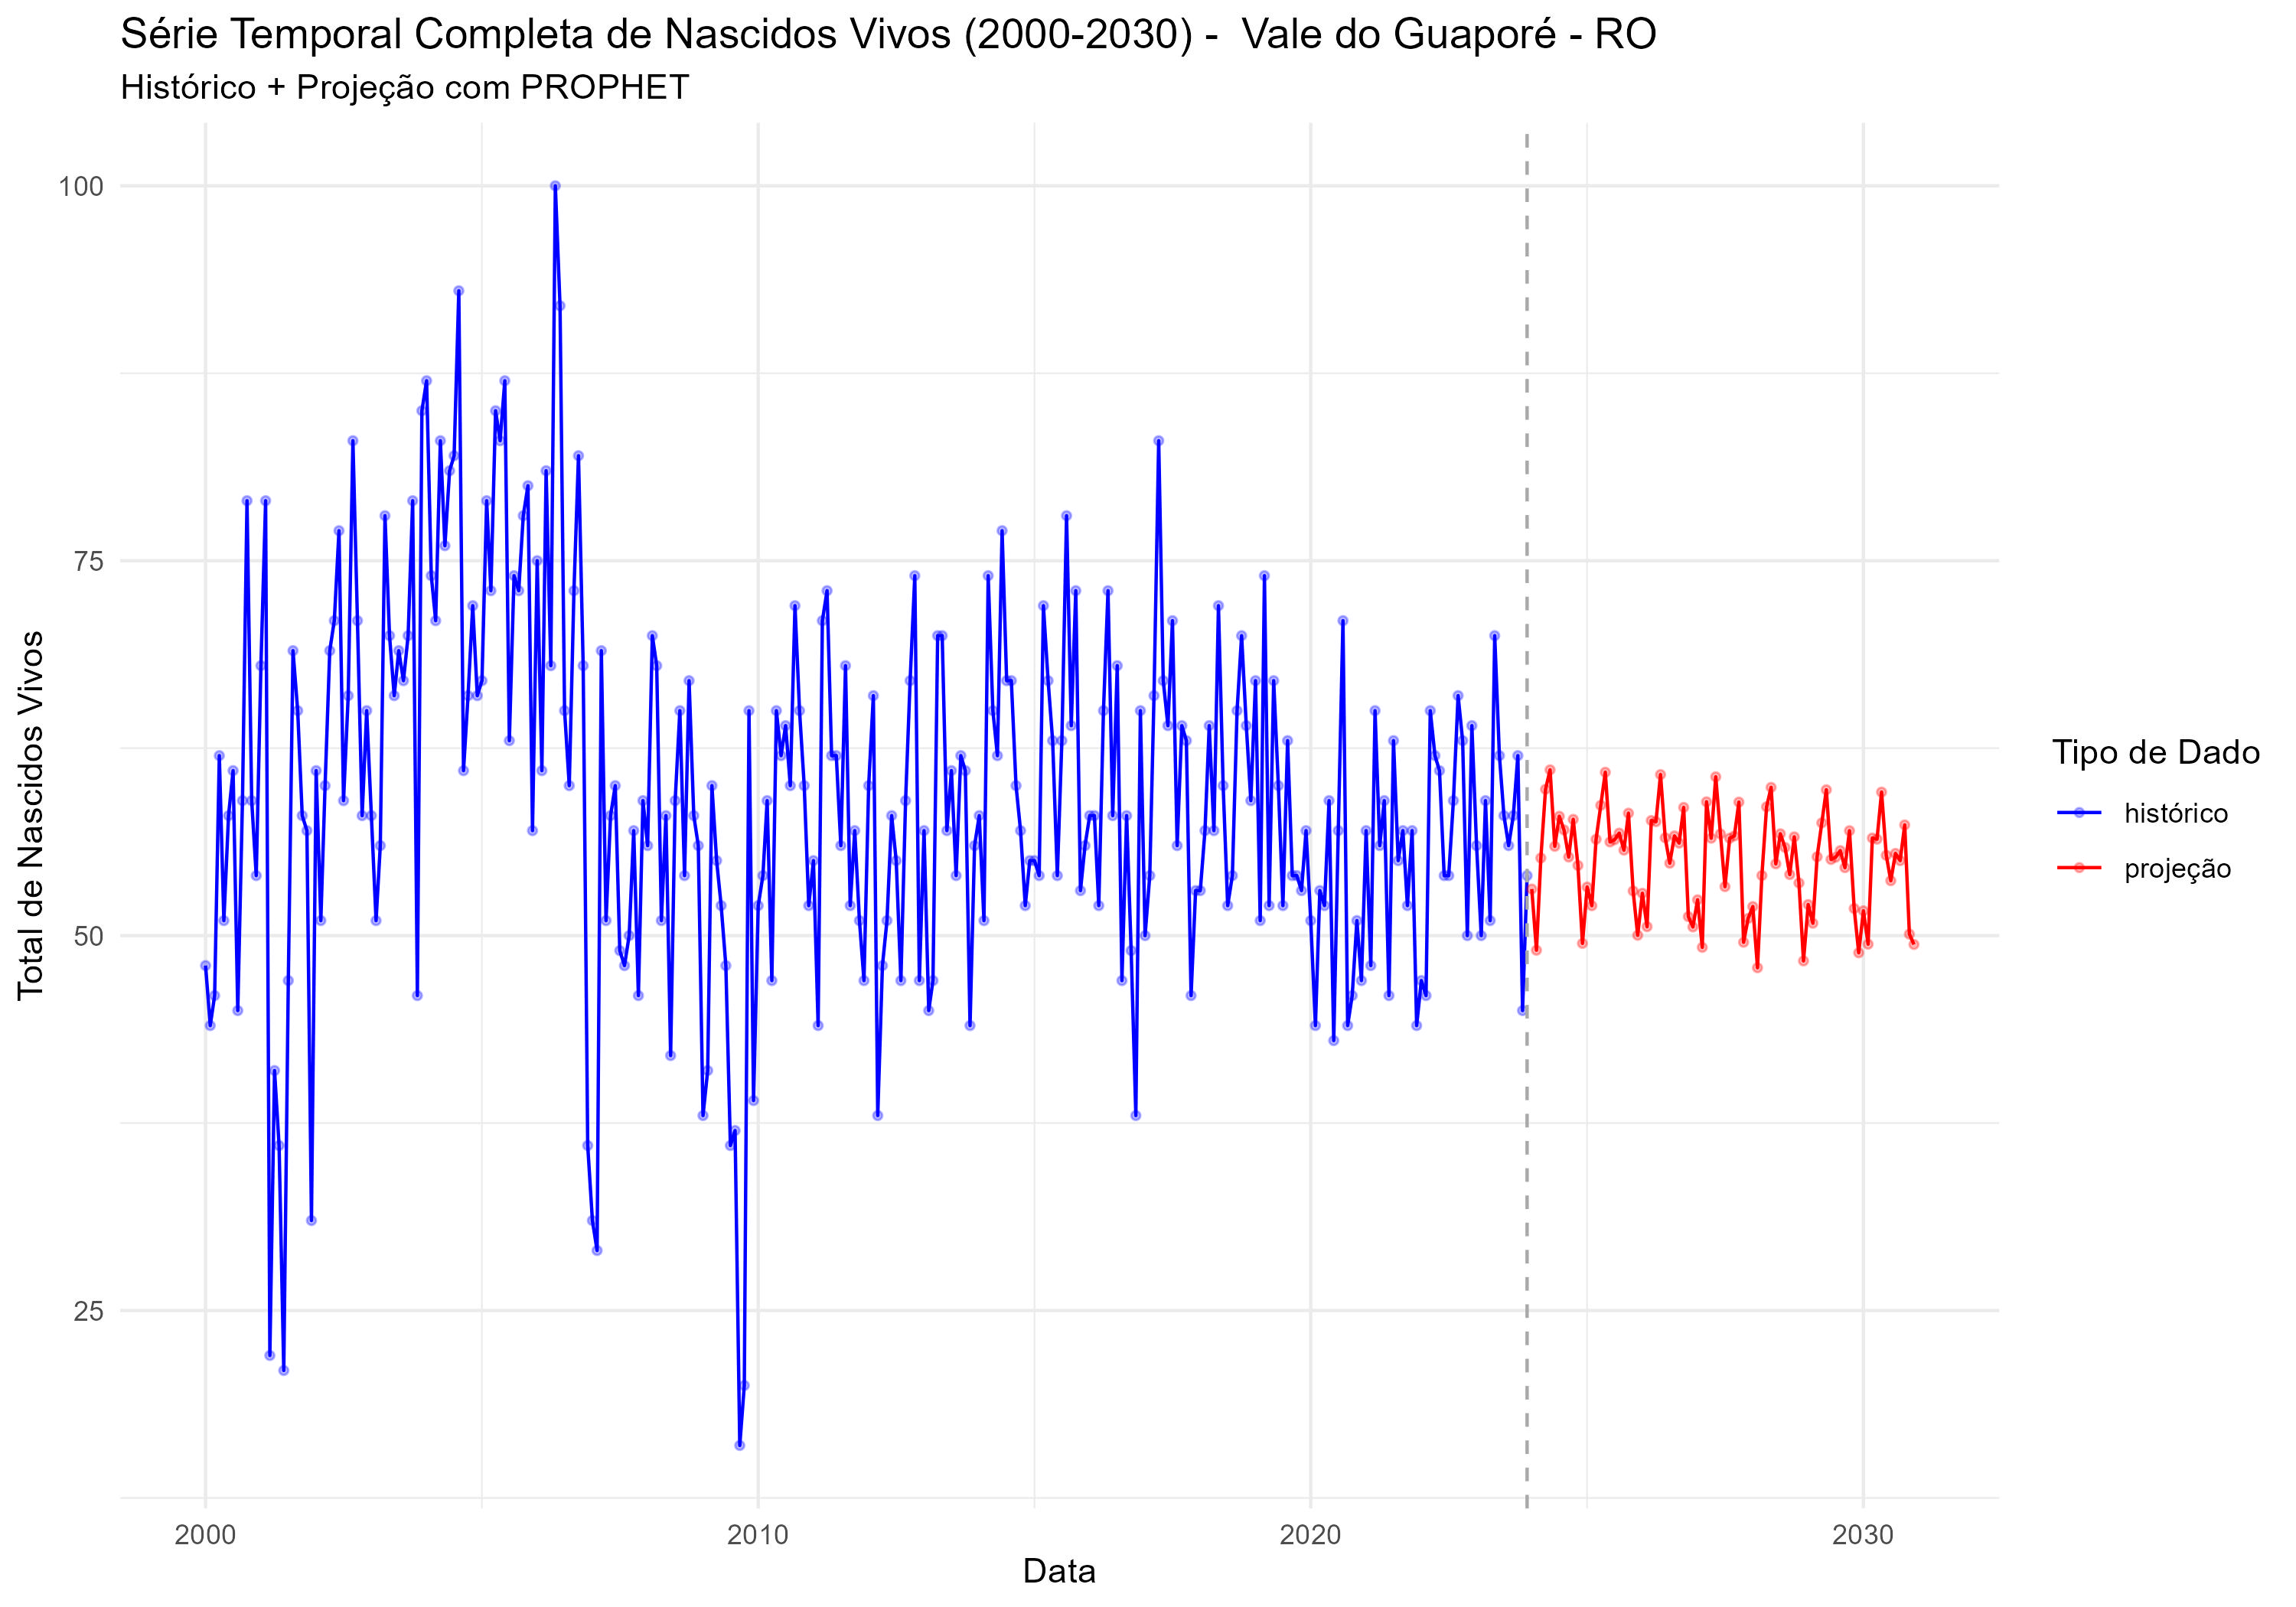 Série Temporal Completa de Nascidos Vivos (2000-2030) -  Vale do Guaporé - RO
Histórico + Projeção com PROPHET
Total de Nascidos Vivos
100
75
50
25
2000
2010
2020
2030
Data
Tipo de Dado
histórico
projeção